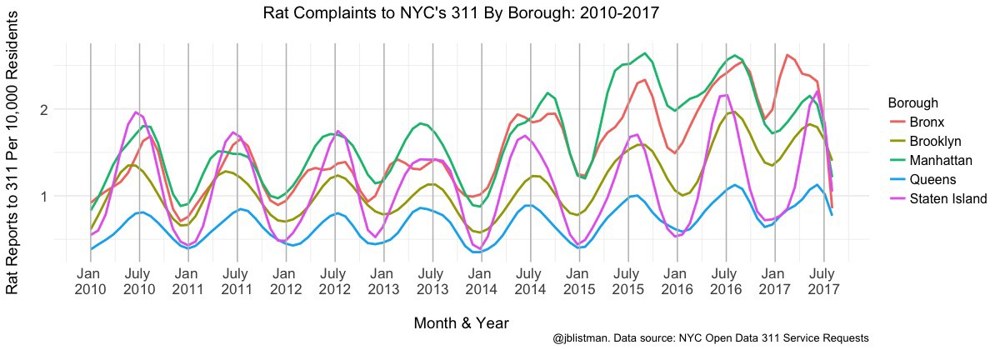 Rat Complaints to NYC's 311 By Borough: 2010-2017
Rat Reports to 311 Per 10,000 Residents
2
1
Jan 2010
July 2010
Jan 2011
July 2011
Jan 2012
July 2012
Jan 2013
July 2013
Jan 2014
July 2014
Jan 2015
July 2015
Jan 2016
July 2016
Jan 2017
July 2017
Month & Year
Borough
Bronx
Brooklyn
Manhattan
Queens
Staten Island
@jblistman. Data source: NYC Open Data 311 Service Requests